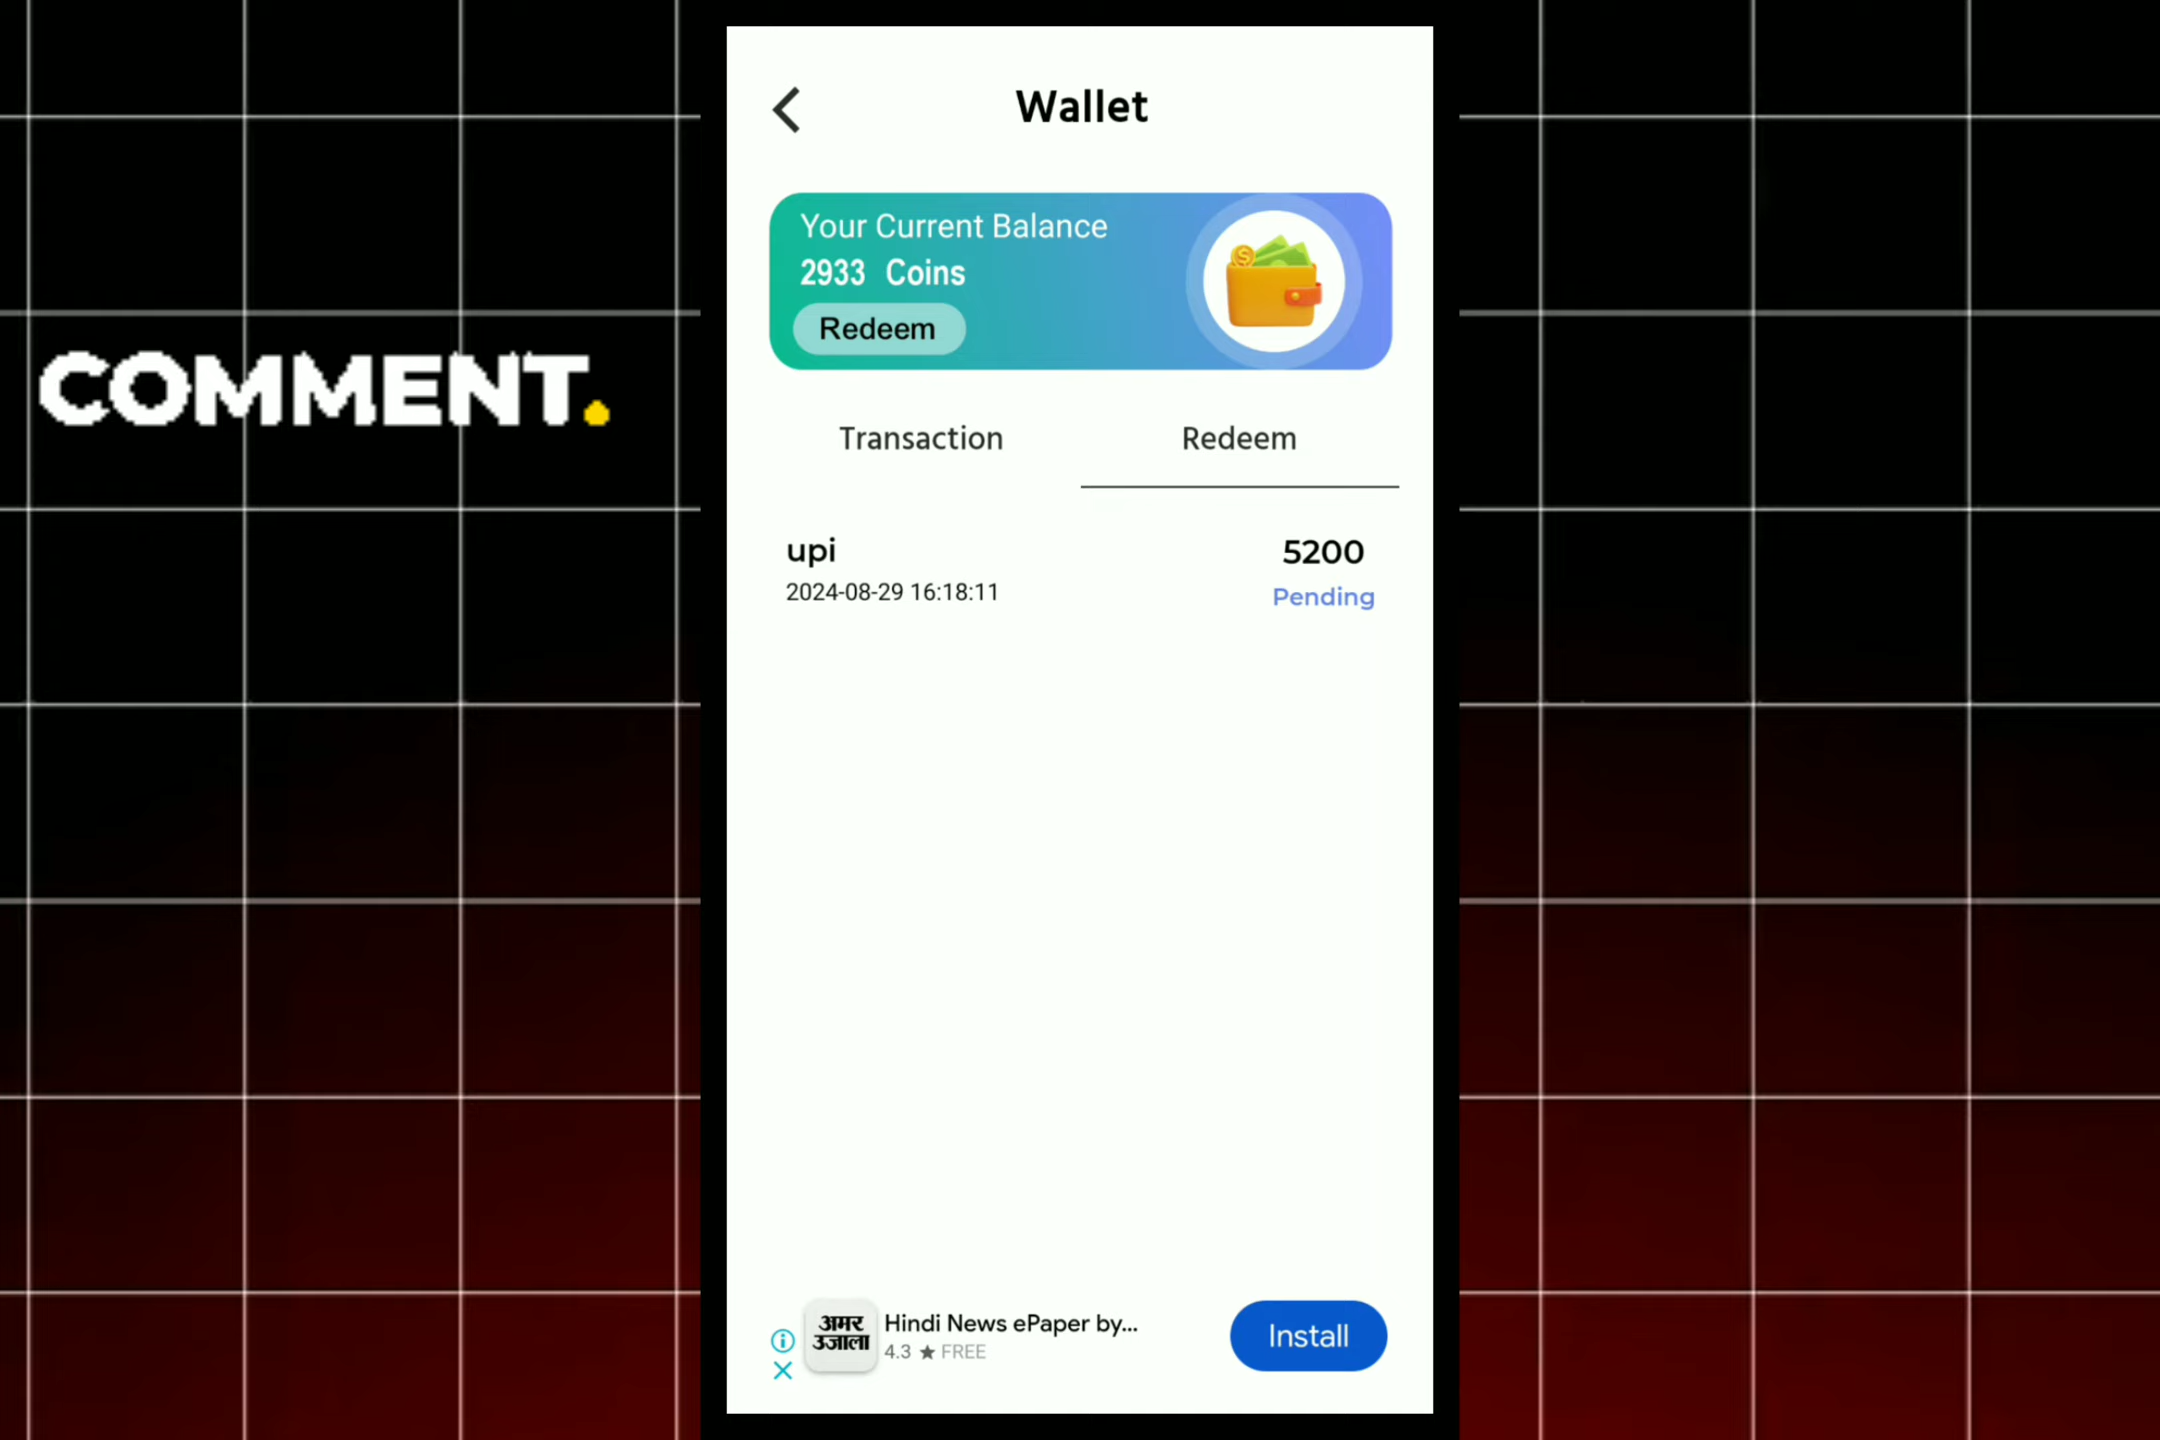 Wallet
Your Current Balance
2933 Coins
Redeem
COMMENT.
Transaction
Redeem
upi
5200
2024-08-29 16:18:11
Pending
अमर
उजाला
Hindi News ePaper by...
4.3 ★ FREE
Install